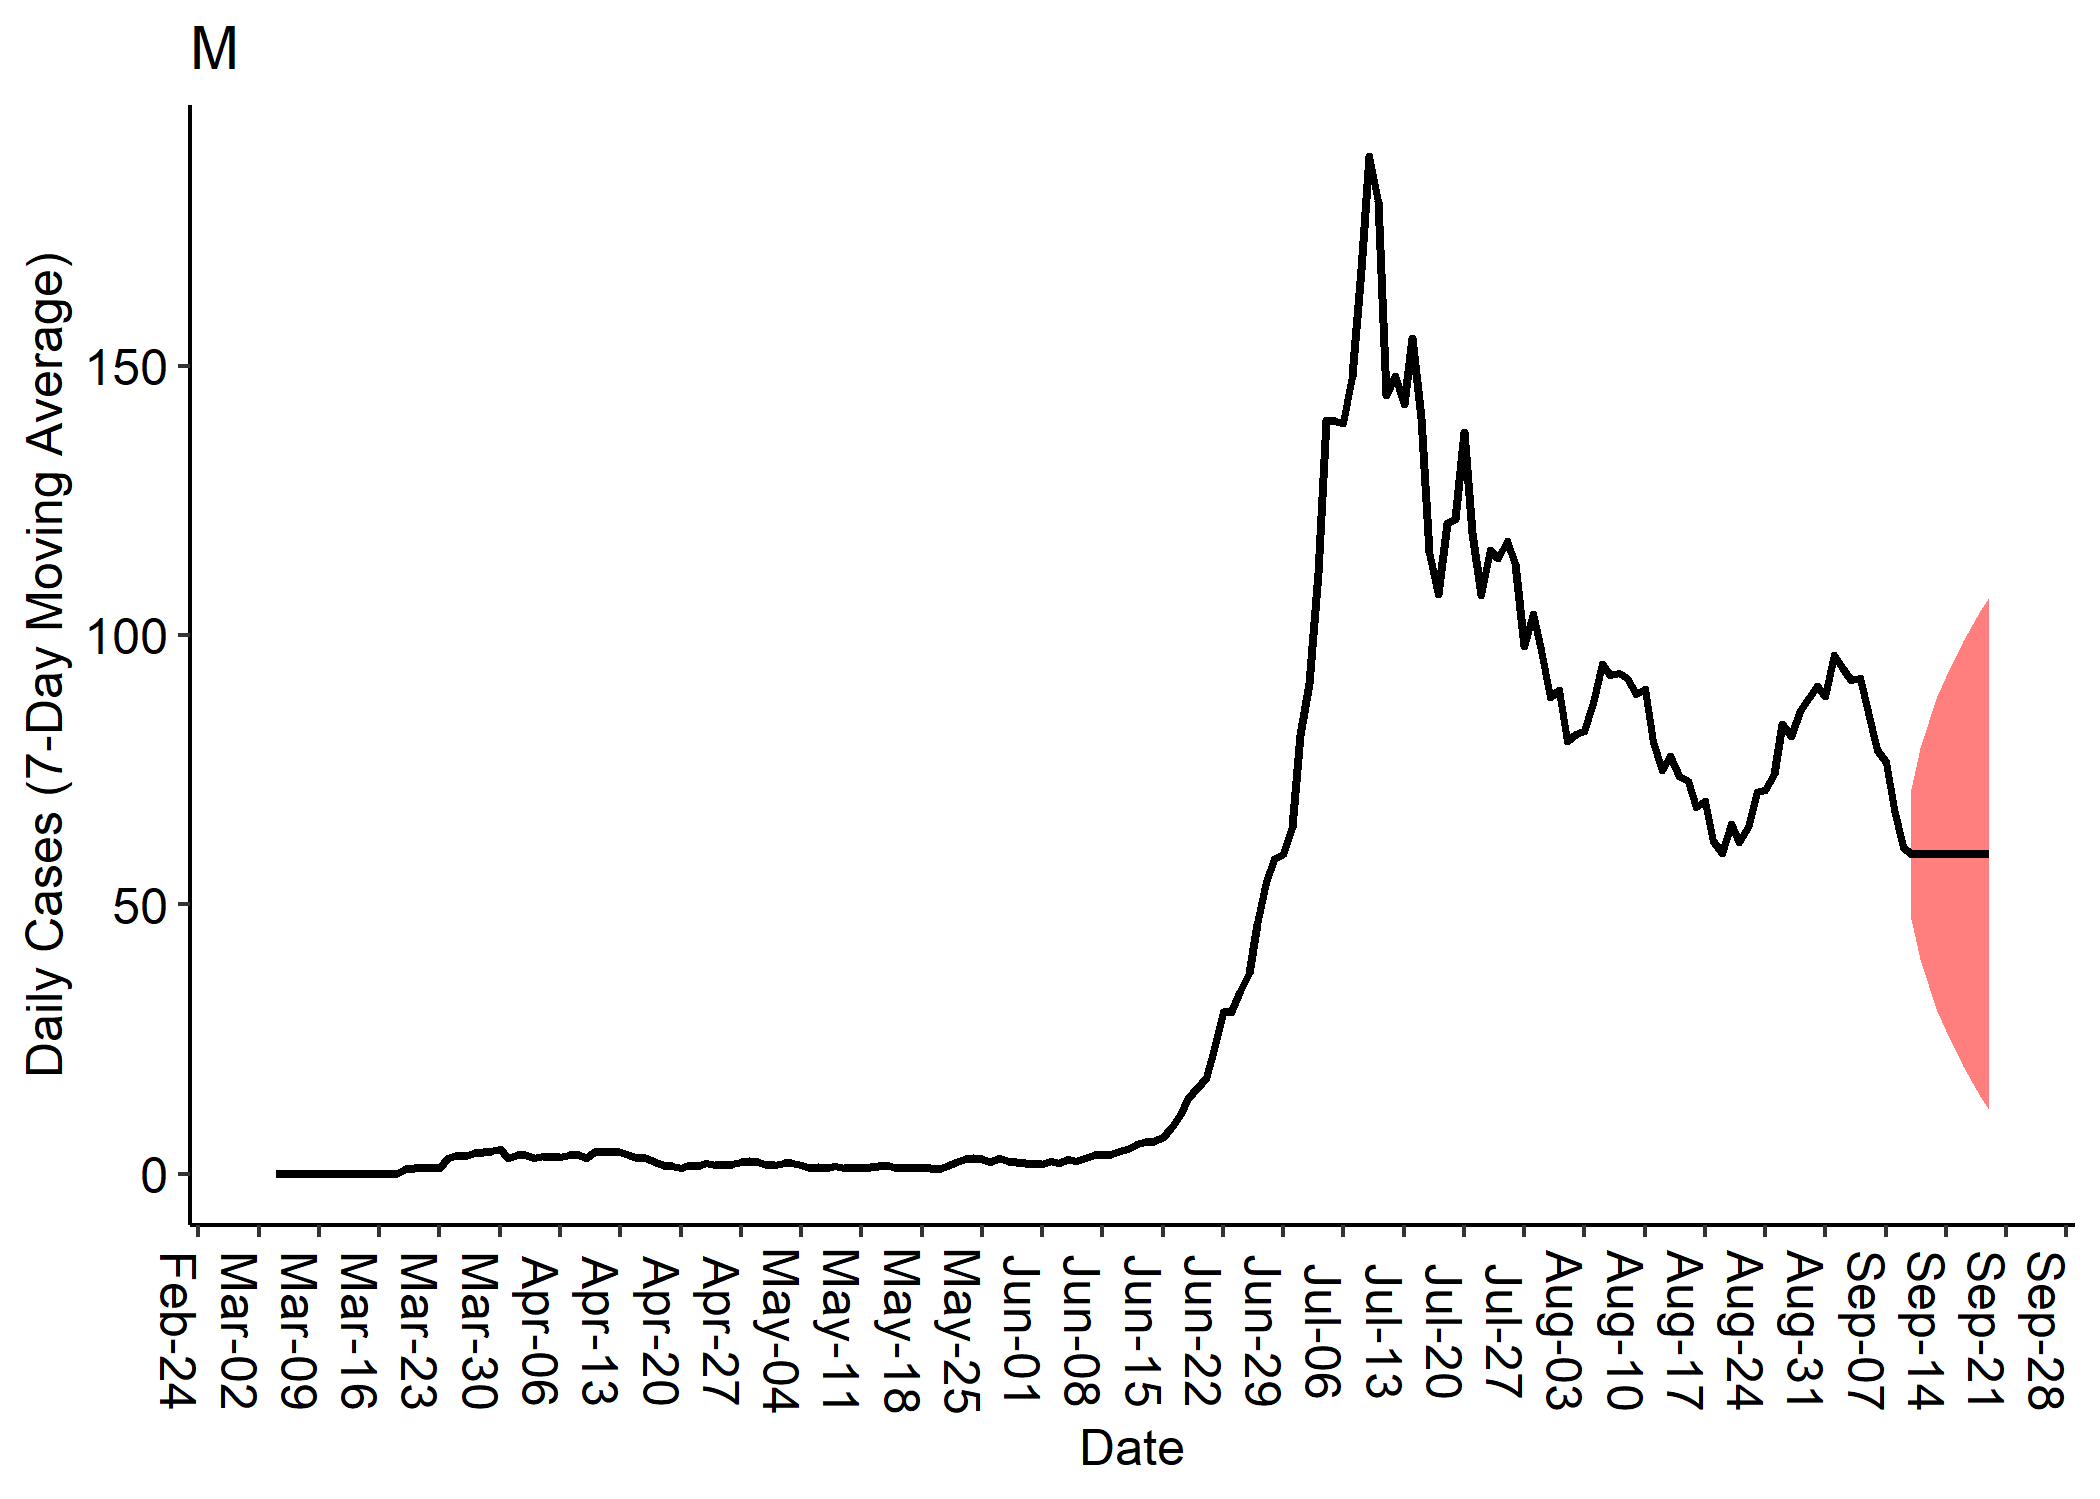 M
Daily Cases (7-Day Moving Average)
150
100
50
0
Feb-24
Mar-02
Mar-09
Mar-16
Mar-23
Mar-30
Apr-06
Apr-13
Apr-20
Apr-27
May-04
May-11
May-18
May-25
Jun-01
Jun-08
Jun-15
Jun-22
Jun-29
Jul-06
Jul-13
Jul-20
Jul-27
Aug-03
Aug-10
Aug-17
Aug-24
Aug-31
Sep-07
Sep-14
Sep-21
Sep-28
Date